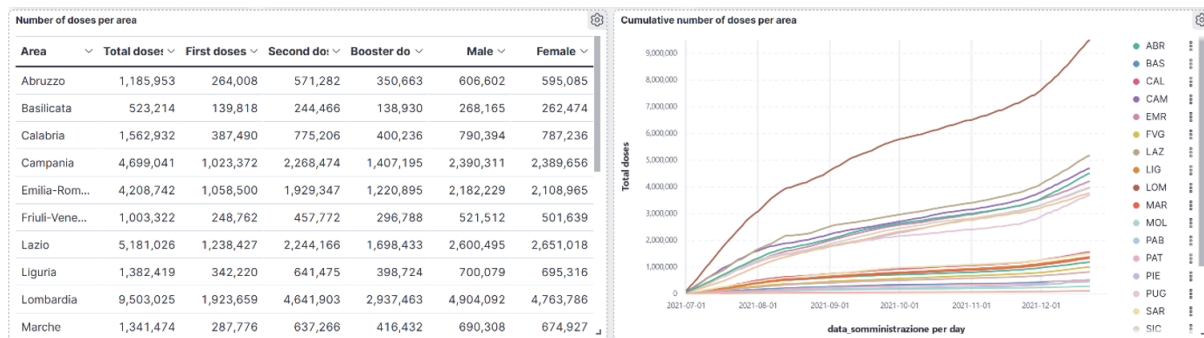 Number of doses per area
Area Total doses First doses Second do: Booster do Male Female
Abruzzo 1,185,953 264,008 571,282 350,663 606,602 595,085
Basilicata 523,214 139,818 244,466 138,930 268,165 262,474
Calabria 1,562,932 387,490 775,206 400,236 790,394 787,236
Campania 4,699,041 1,023,372 2,268,474 1,407,195 2,390,311 2,389,656
Emilia-Rom... 4,208,742 1,058,500 1,929,347 1,220,895 2,182,229 2,108,965
Friuli-Vene... 1,003,322 248,762 457,772 296,788 521,512 501,639
Lazio 5,181,026 1,238,427 2,244,166 1,698,433 2,600,495 2,651,018
Liguria 1,382,419 342,220 641,475 398,724 700,079 695,316
Lombardia 9,503,025 1,923,659 4,641,903 2,937,463 4,904,092 4,763,786
Marche 1,341,474 287,776 637,266 416,432 690,308 674,927
Cumulative number of doses per area
Total doses
9,000,000
8,000,000
7,000,000
6,000,000
5,000,000
4,000,000
3,000,000
2,000,000
1,000,000
0
2021-07-01 2021-08-01 2021-09-01 2021-10-01 2021-11-01 2021-12-01
data_somministrazione per day
ABR
BAS
CAL
CAM
EMR
FVG
LAZ
LIG
LOM
MAR
MOL
PAB
PAT
PIE
PUG
SAR
SIC